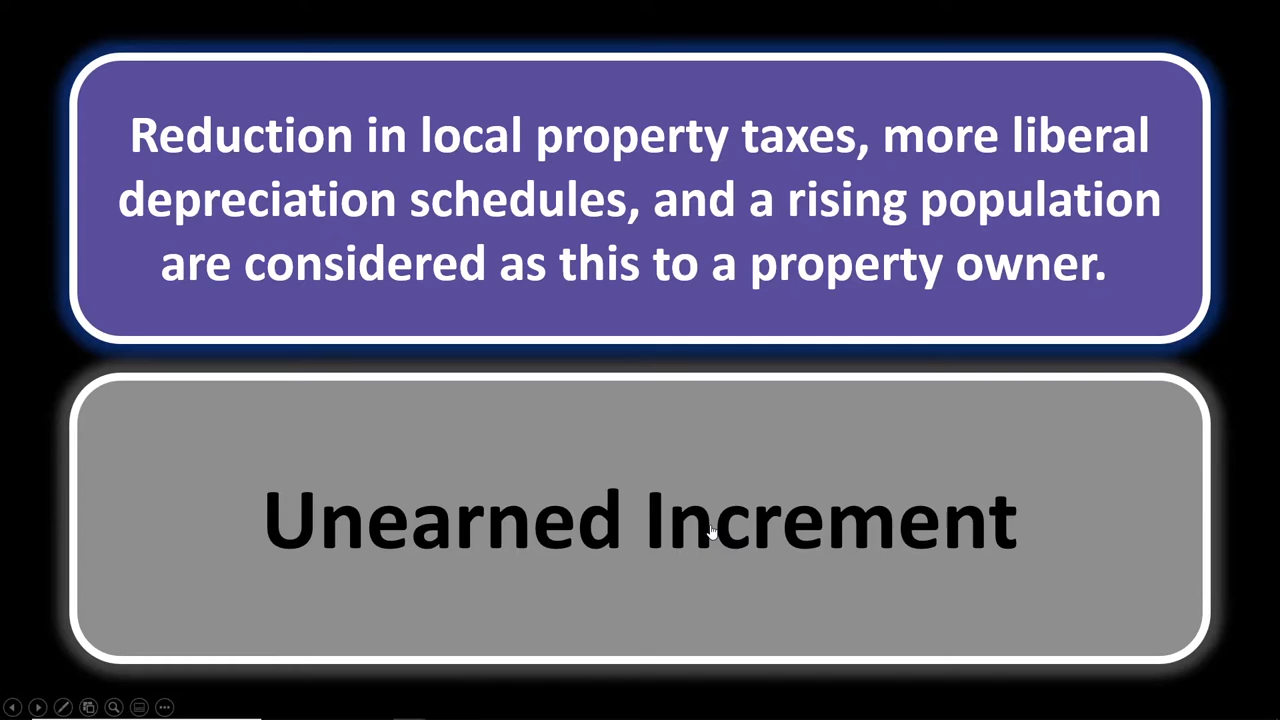 Reduction in local property taxes, more liberal
depreciation schedules, and a rising population
are considered as this to a property owner.
Unearned Increment